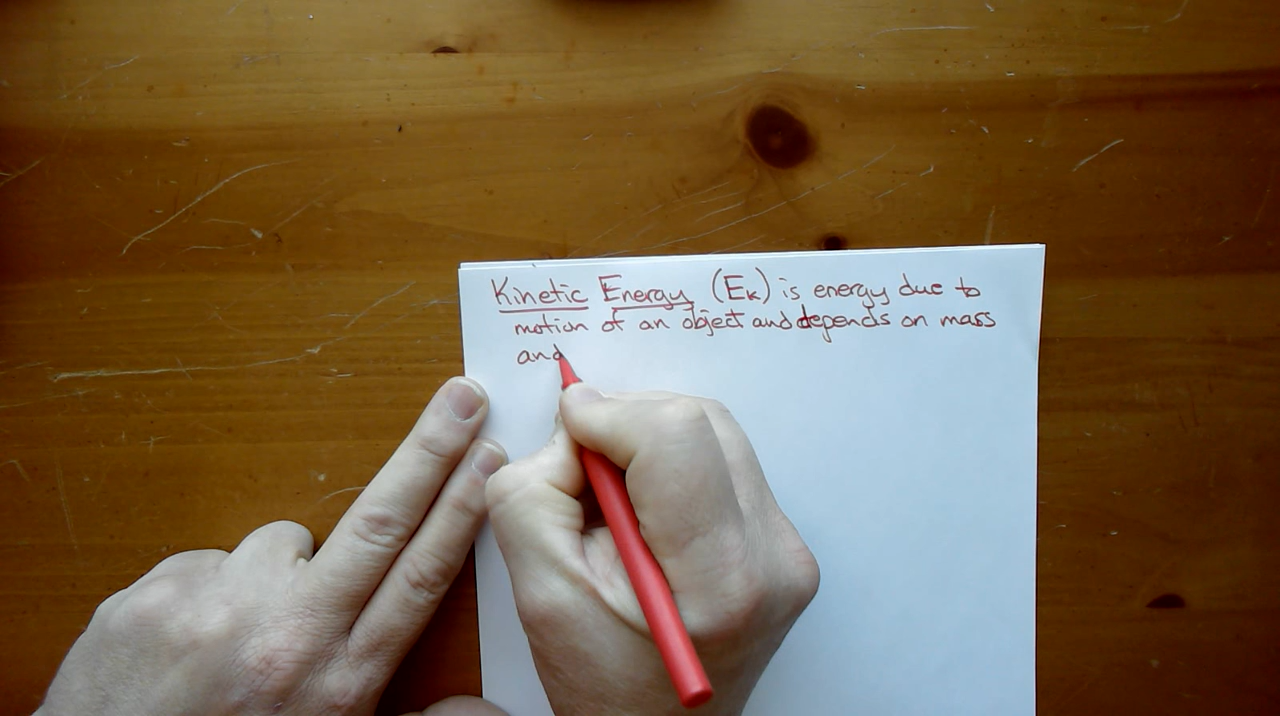 Kinetic Energy (Ek) is energy due to
motion of an object and depends on mass
and